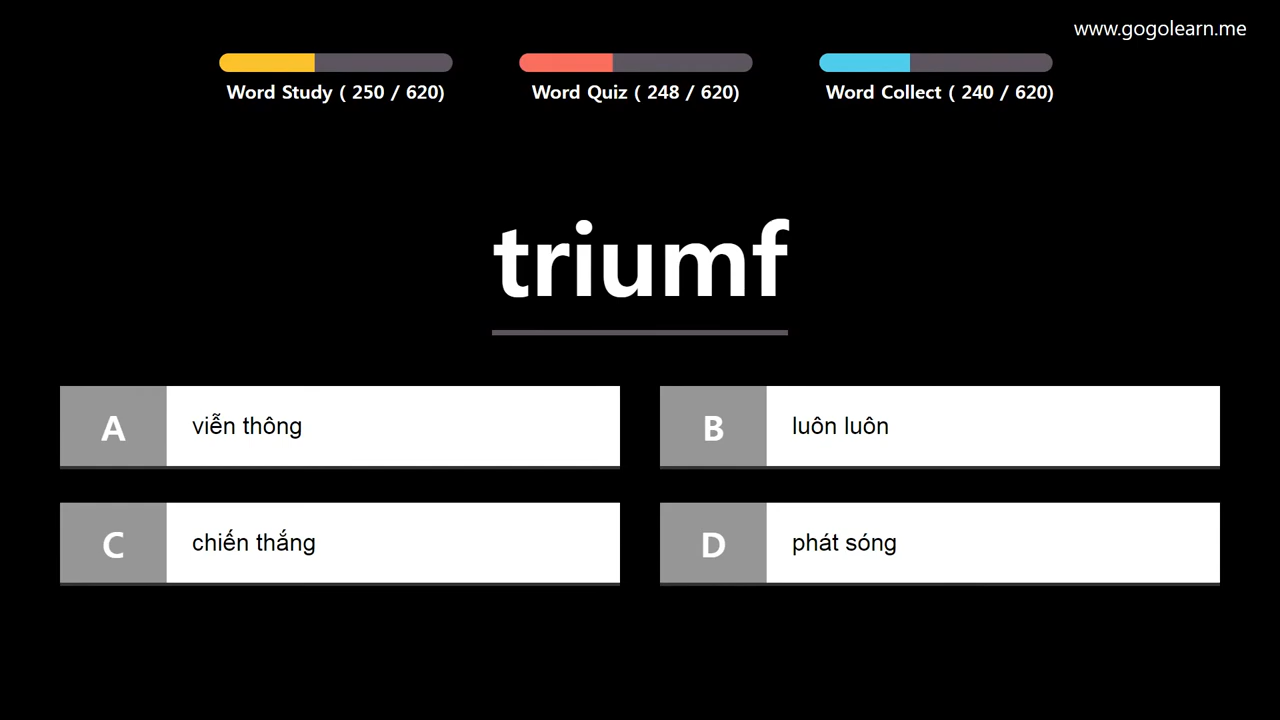 www.gogolearn.me
Word Study ( 250 / 620)
Word Quiz ( 248 / 620)
Word Collect ( 240 / 620)
triumf
A
viễn thông
B
luôn luôn
C
chiến thắng
D
phát sóng